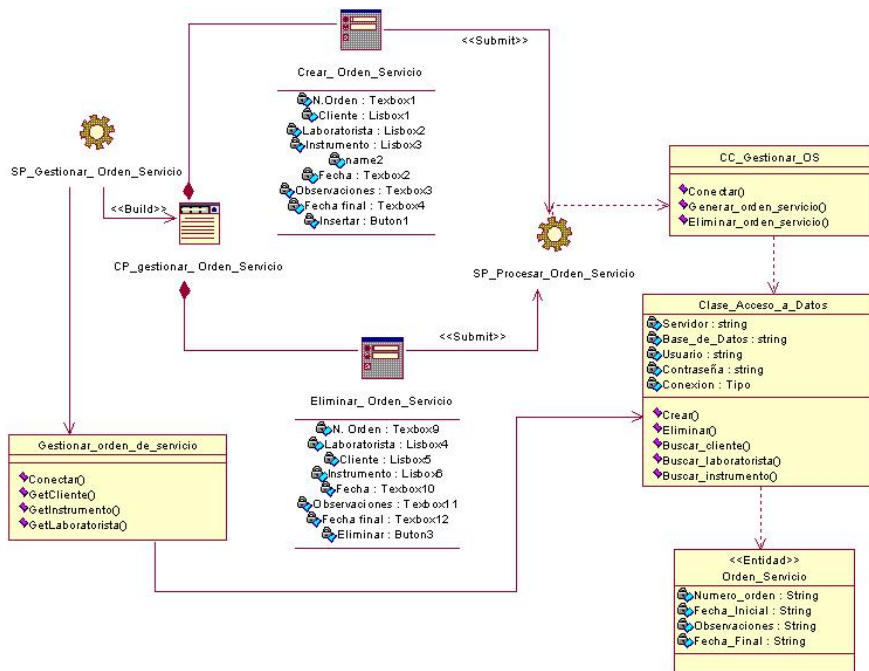 <<Submit>>
Crear_ Orden_Servicio
N.Orden : Texbox1
Cliente : Lisbox1
Laboratorista : Lisbox2
Instrumento : Lisbox3
name2
Fecha : Texbox2
Observaciones : Texbox3
Fecha final : Texbox4
Insertar : Buton1
SP_Gestionar_ Orden_Servicio
<<Build>>
CP_gestionar_ Orden_Servicio
SP_Procesar_Orden_Servicio
CC_Gestionar_OS
Conectar()
Generar_orden_servicio()
Eliminar_orden_servicio()
Clase_Acceso_a_Datos
Servidor : string
Base_de_Datos : string
Usuario : string
Contraseña : string
Conexion : Tipo
Crear()
Eliminar()
Buscar_cliente()
Buscar_laboratorista()
Buscar_instrumento()
<<Submit>>
Eliminar_ Orden_Servicio
N. Orden : Texbox9
Laboratorista : Lisbox4
Cliente : Lisbox5
Instrumento : Lisbox6
Fecha : Texbox10
Observaciones : Texbox11
Fecha final : Texbox12
Eliminar : Buton3
Gestionar_orden_de_servicio
Conectar()
GetCliente()
GetInstrumento()
GetLaboratorista()
<<Entidad>>
Orden_Servicio
Numero_orden : String
Fecha_Inicial : String
Observaciones : String
Fecha_Final : String